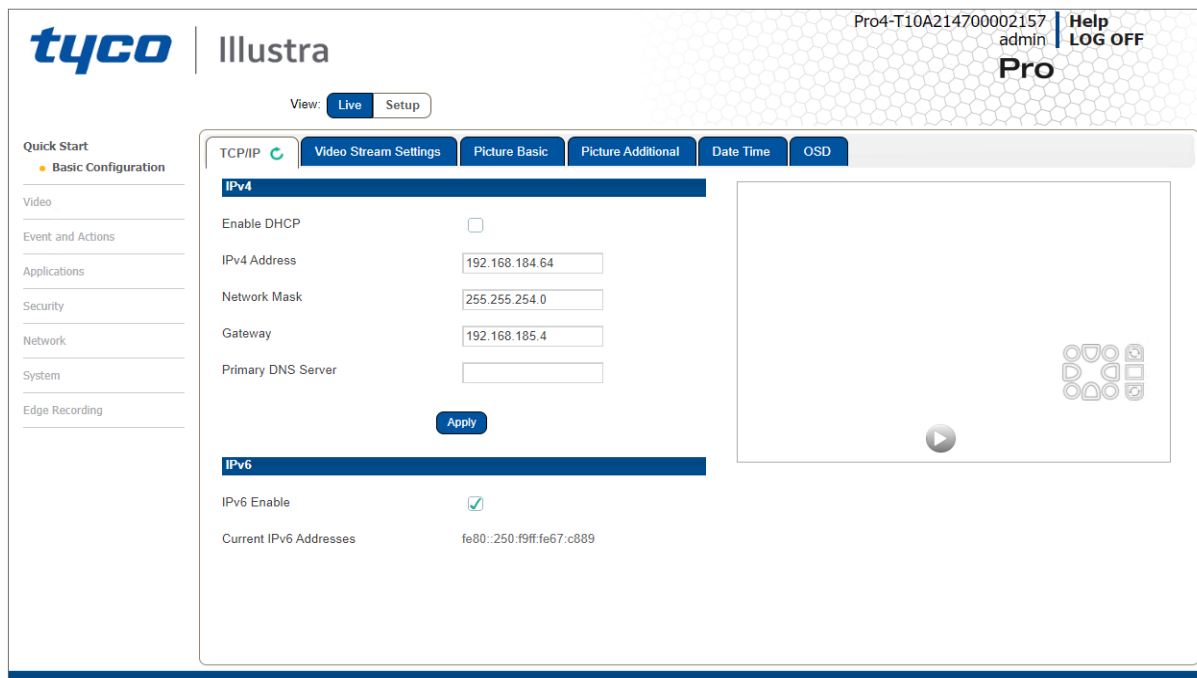 tyco | Illustra
Pro4-T10A214700002157
Help
admin
LOG OFF
Pro
View: Live Setup
Quick Start
Basic Configuration
Video
Event and Actions
Applications
Security
Network
System
Edge Recording
TCP/IP Video Stream Settings Picture Basic Picture Additional Date Time OSD
IPv4
Enable DHCP
IPv4 Address 192.168.184.64
Network Mask 255.255.254.0
Gateway 192.168.185.4
Primary DNS Server
Apply
IPv6
IPv6 Enable
Current IPv6 Addresses fe80::250:f9ff:fe67:c889